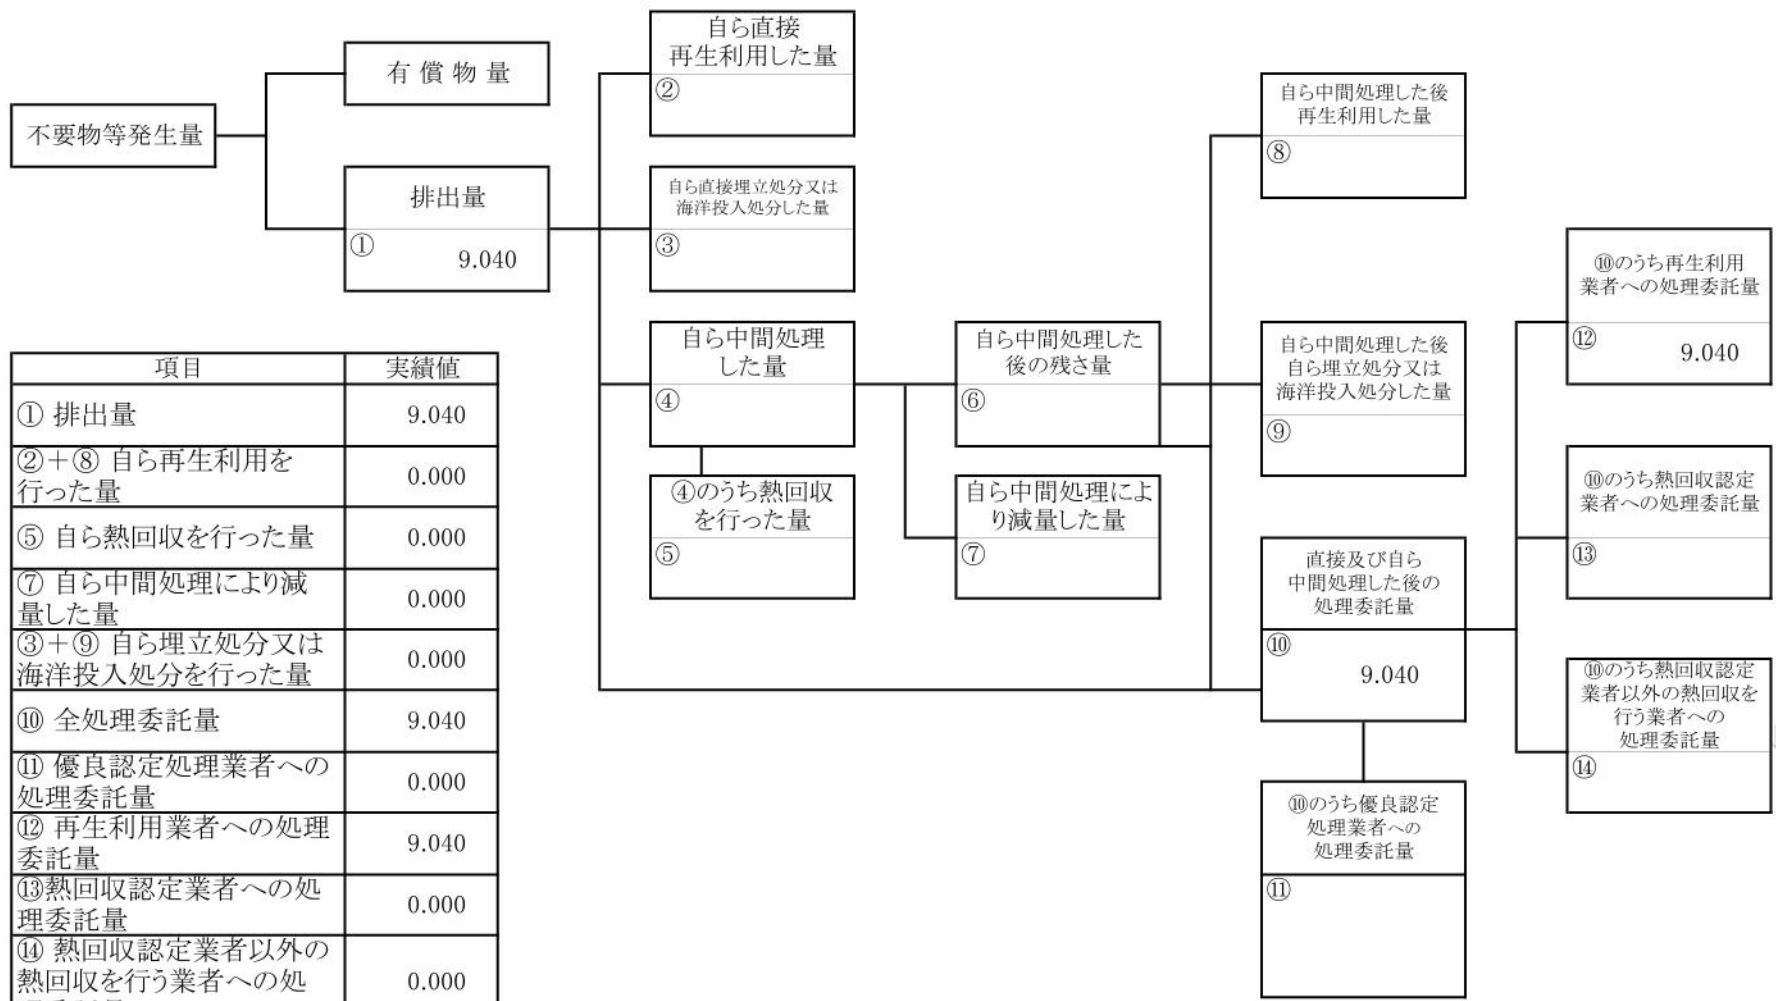 自ら直接
再生利用した量
②
有償物量
不要物等発生量
排出量
①
9.040
自ら直接埋立処分又は
海洋投入処分した量
③
自ら中間処理した後
再生利用した量
⑧
⑩のうち再生利用
業者への処理委託量
⑫
9.040
自ら中間処理
した量
④
自ら中間処理した
後の残さ量
⑥
自ら中間処理した後
自ら埋立処分又は
海洋投入処分した量
⑨
④のうち熱回収
を行った量
⑤
自ら中間処理によ
り減量した量
⑦
⑩のうち熱回収認定
業者への処理委託量
⑬
直接及び自ら
中間処理した後の
処理委託量
⑩
9.040
⑩のうち熱回収認定
業者以外の熱回収を
行う業者への
処理委託量
⑭
⑩のうち優良認定
処理業者への
処理委託量
⑪
項目 実績値
① 排出量 9.040
②＋⑧ 自ら再生利用を
行った量 0.000
⑤ 自ら熱回収を行った量 0.000
⑦ 自ら中間処理により減
量した量 0.000
③＋⑨ 自ら埋立処分又は
海洋投入処分を行った量 0.000
⑩ 全処理委託量 9.040
⑪ 優良認定処理業者への
処理委託量 0.000
⑫ 再生利用業者への処理
委託量 9.040
⑬熱回収認定業者への処
理委託量 0.000
⑭ 熱回収認定業者以外の
熱回収を行う業者への処 0.000